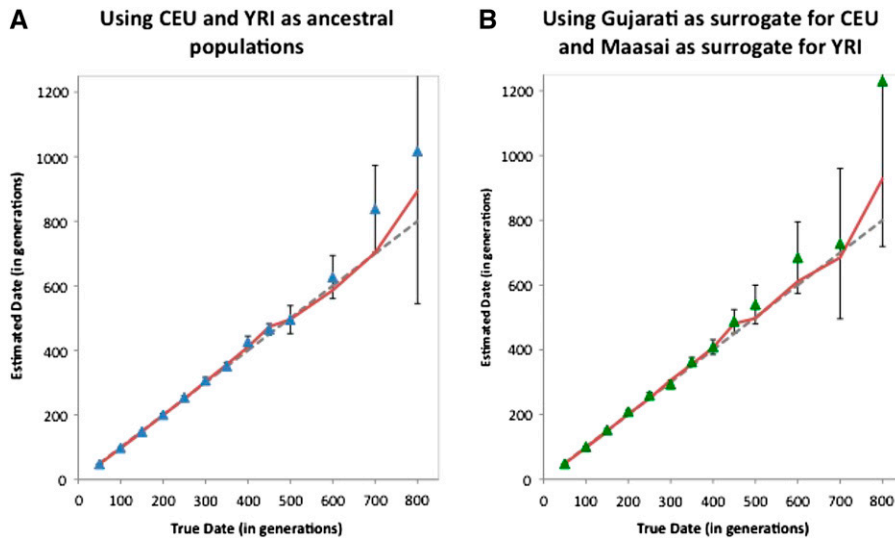 A
Using CEU and YRI as ancestral
populations
Estimated Date (in generations)
1200
1000
800
600
400
200
0
0 100 200 300 400 500 600 700 800
True Date (in generations)
B
Using Gujarati as surrogate for CEU
and Maasai as surrogate for YRI
Estimated Date (in generations)
1200
1000
800
600
400
200
0
0 100 200 300 400 500 600 700 800
True Date (in generations)